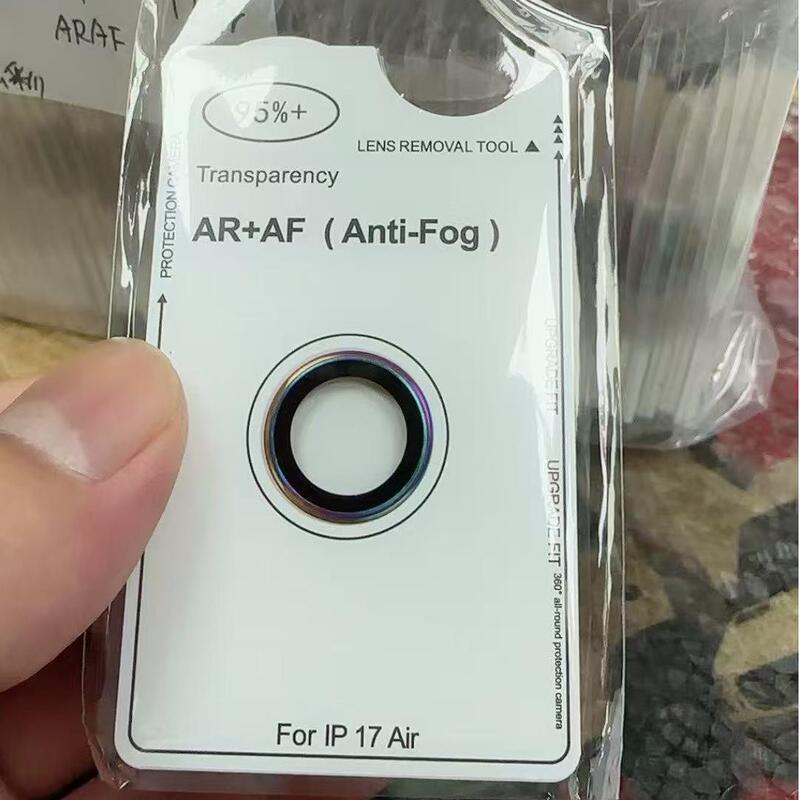 ARAF
95%+
LENS REMOVAL TOOL
Transparency
AR+AF ( Anti-Fog )
PROTECTION CAMERA
UPGRADE FIT
UPGRADE FIT 360° all-round protection camera
For IP 17 Air